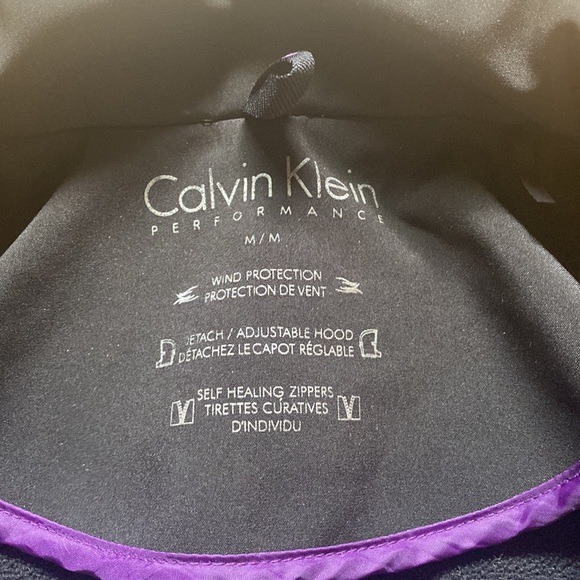 Calvin Klein
PERFORMANCE
M/M
WIND PROTECTION
PROTECTION DE VENT
DETACH / ADJUSTABLE HOOD
DÉTACHEZ LE CAPOT RÉGLABLE
SELF HEALING ZIPPERS
TIRETTES CURATIVES
D'INDIVIDU